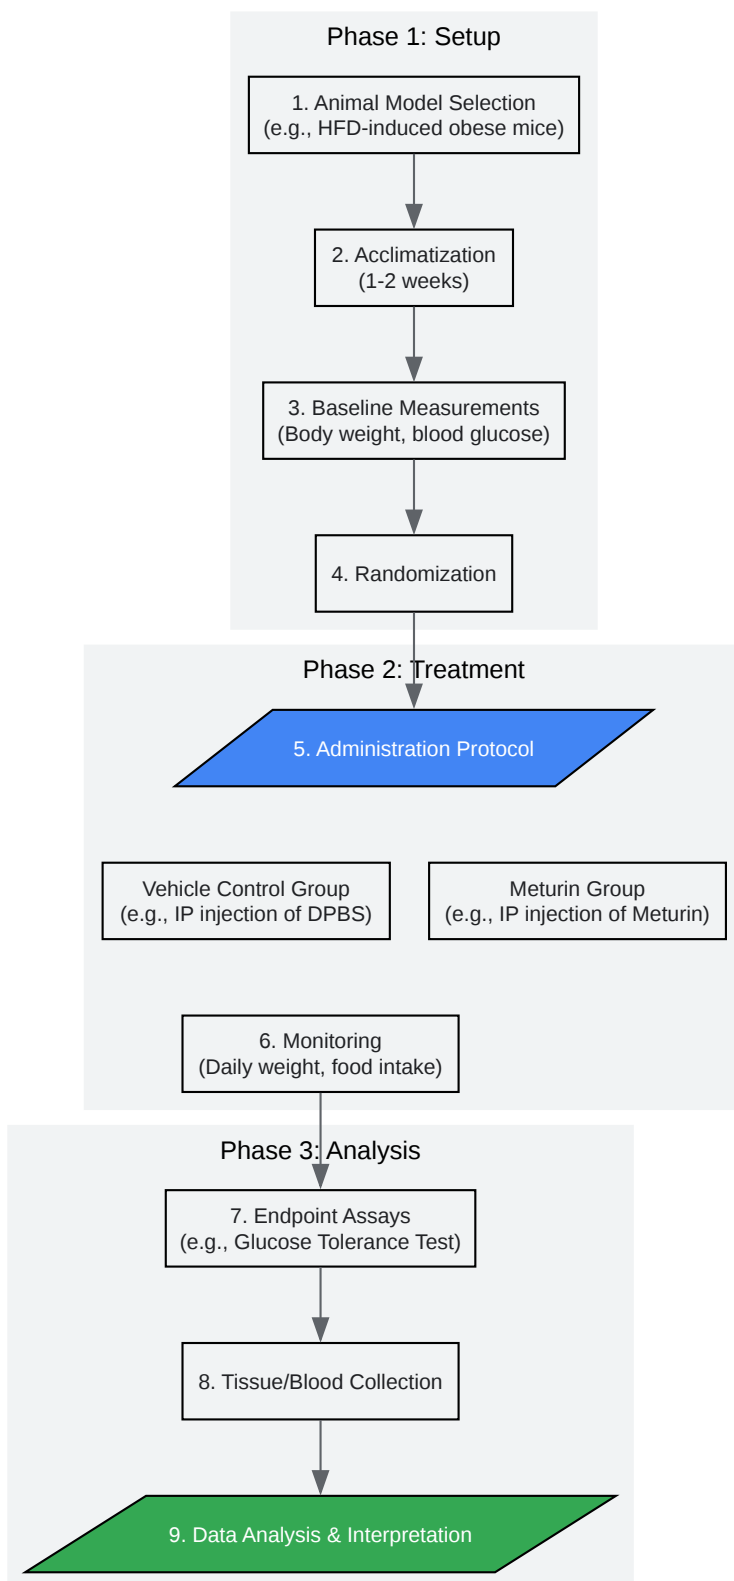 Phase 1: Setup
1. Animal Model Selection
(e.g., HFD-induced obese mice)
2. Acclimatization
(1-2 weeks)
3. Baseline Measurements
(Body weight, blood glucose)
4. Randomization
Phase 2: Treatment
5. Administration Protocol
Vehicle Control Group
(e.g., IP injection of DPBS)
Meturin Group
(e.g., IP injection of Meturin)
6. Monitoring
(Daily weight, food intake)
Phase 3: Analysis
7. Endpoint Assays
(e.g., Glucose Tolerance Test)
8. Tissue/Blood Collection
9. Data Analysis & Interpretation